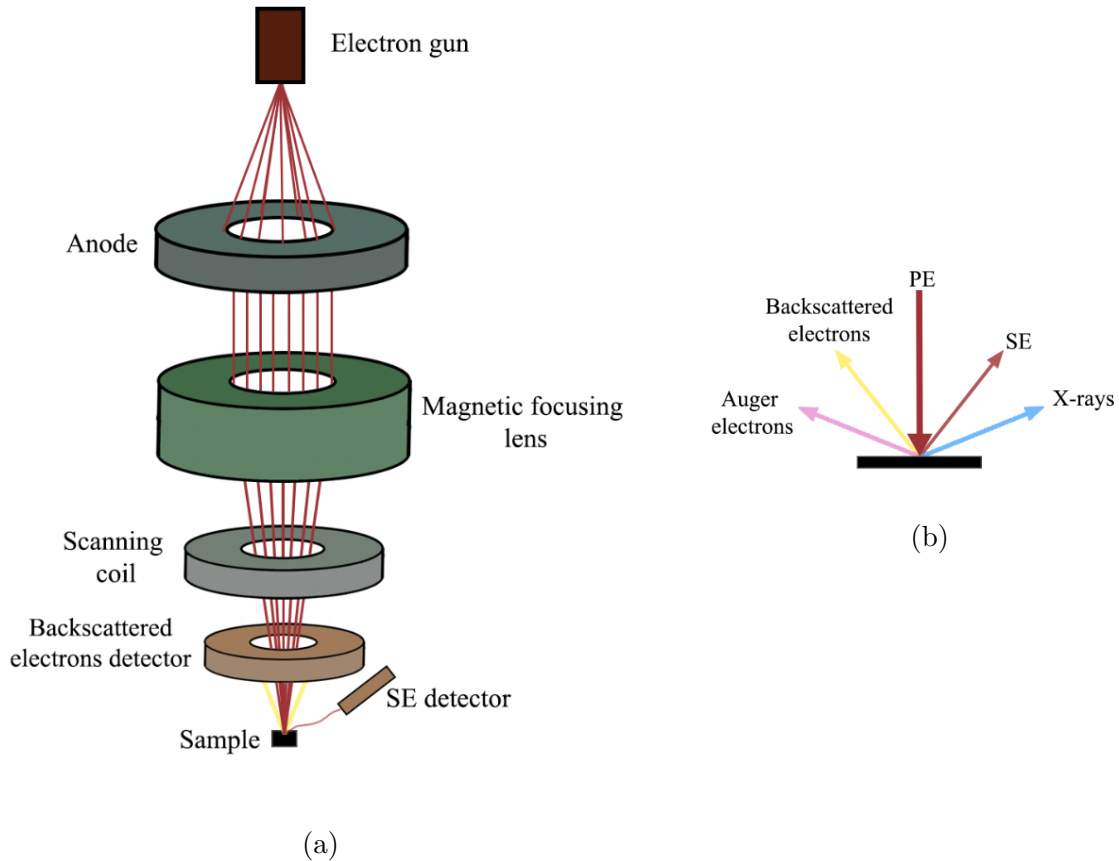 Electron gun
Anode
Magnetic focusing
lens
Scanning
coil
Backscattered
electrons detector
SE detector
Sample
(a)
PE
Backscattered
electrons
SE
Auger
electrons
X-rays
(b)